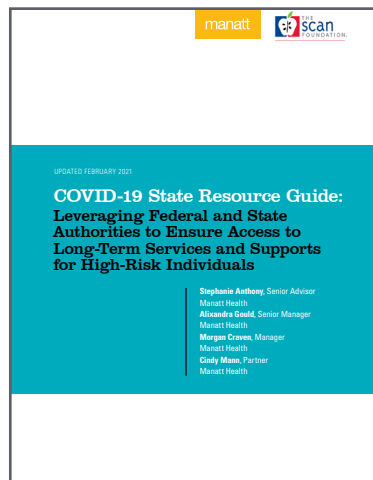 manatt
THE
scan
FOUNDATION.
UPDATED FEBRUARY 2021
COVID-19 State Resource Guide:
Leveraging Federal and State
Authorities to Ensure Access to
Long-Term Services and Supports
for High-Risk Individuals
Stephanie Anthony, Senior Advisor
Manatt Health
Alixandra Gould, Senior Manager
Manatt Health
Morgan Craven, Manager
Manatt Health
Cindy Mann, Partner
Manatt Health